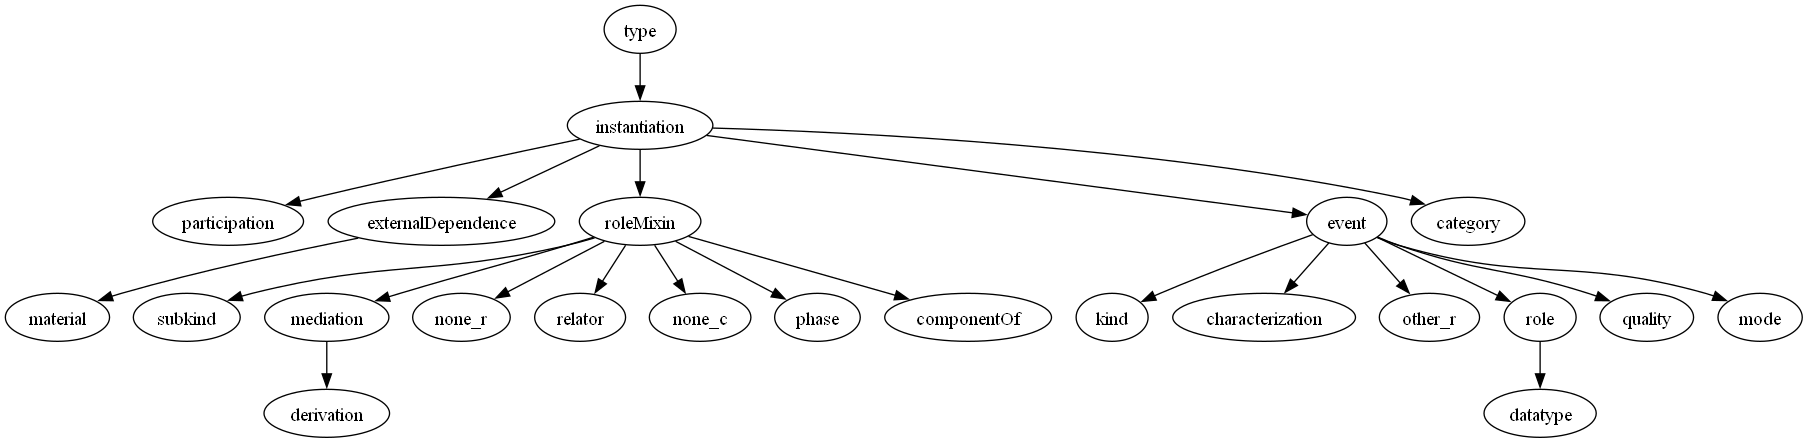 type
instantiation
participation
externalDependence
roleMixin
event
category
material
subkind
mediation
none_r
relator
none_c
phase
componentOf
kind
characterization
other_r
role
quality
mode
derivation
datatype